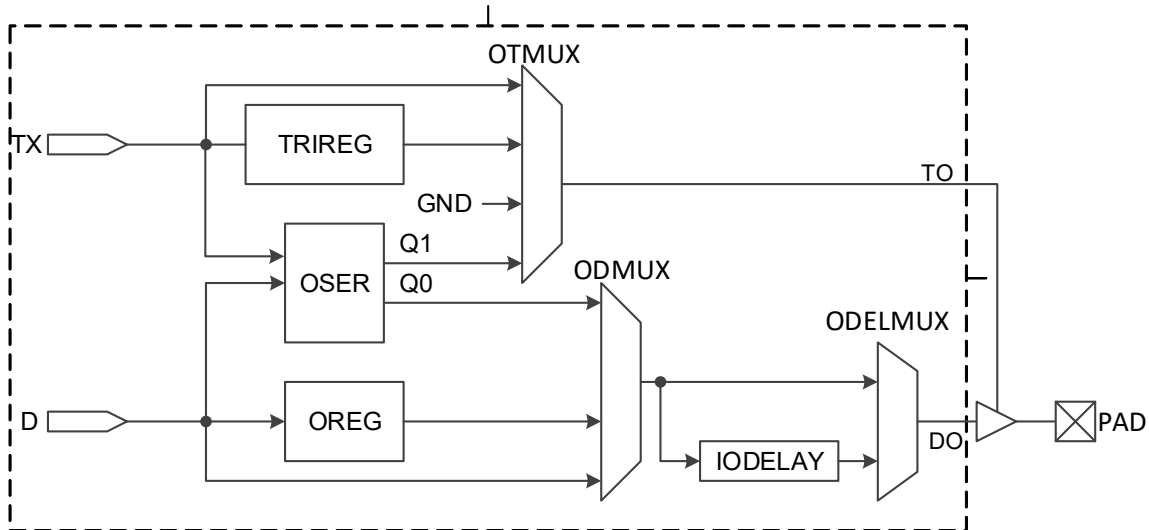 OTMUX
TX
TRIREG
TO
GND
Q1
OSER
Q0
ODMUX
ODELMUX
D
OREG
DO
PAD
IODELAY